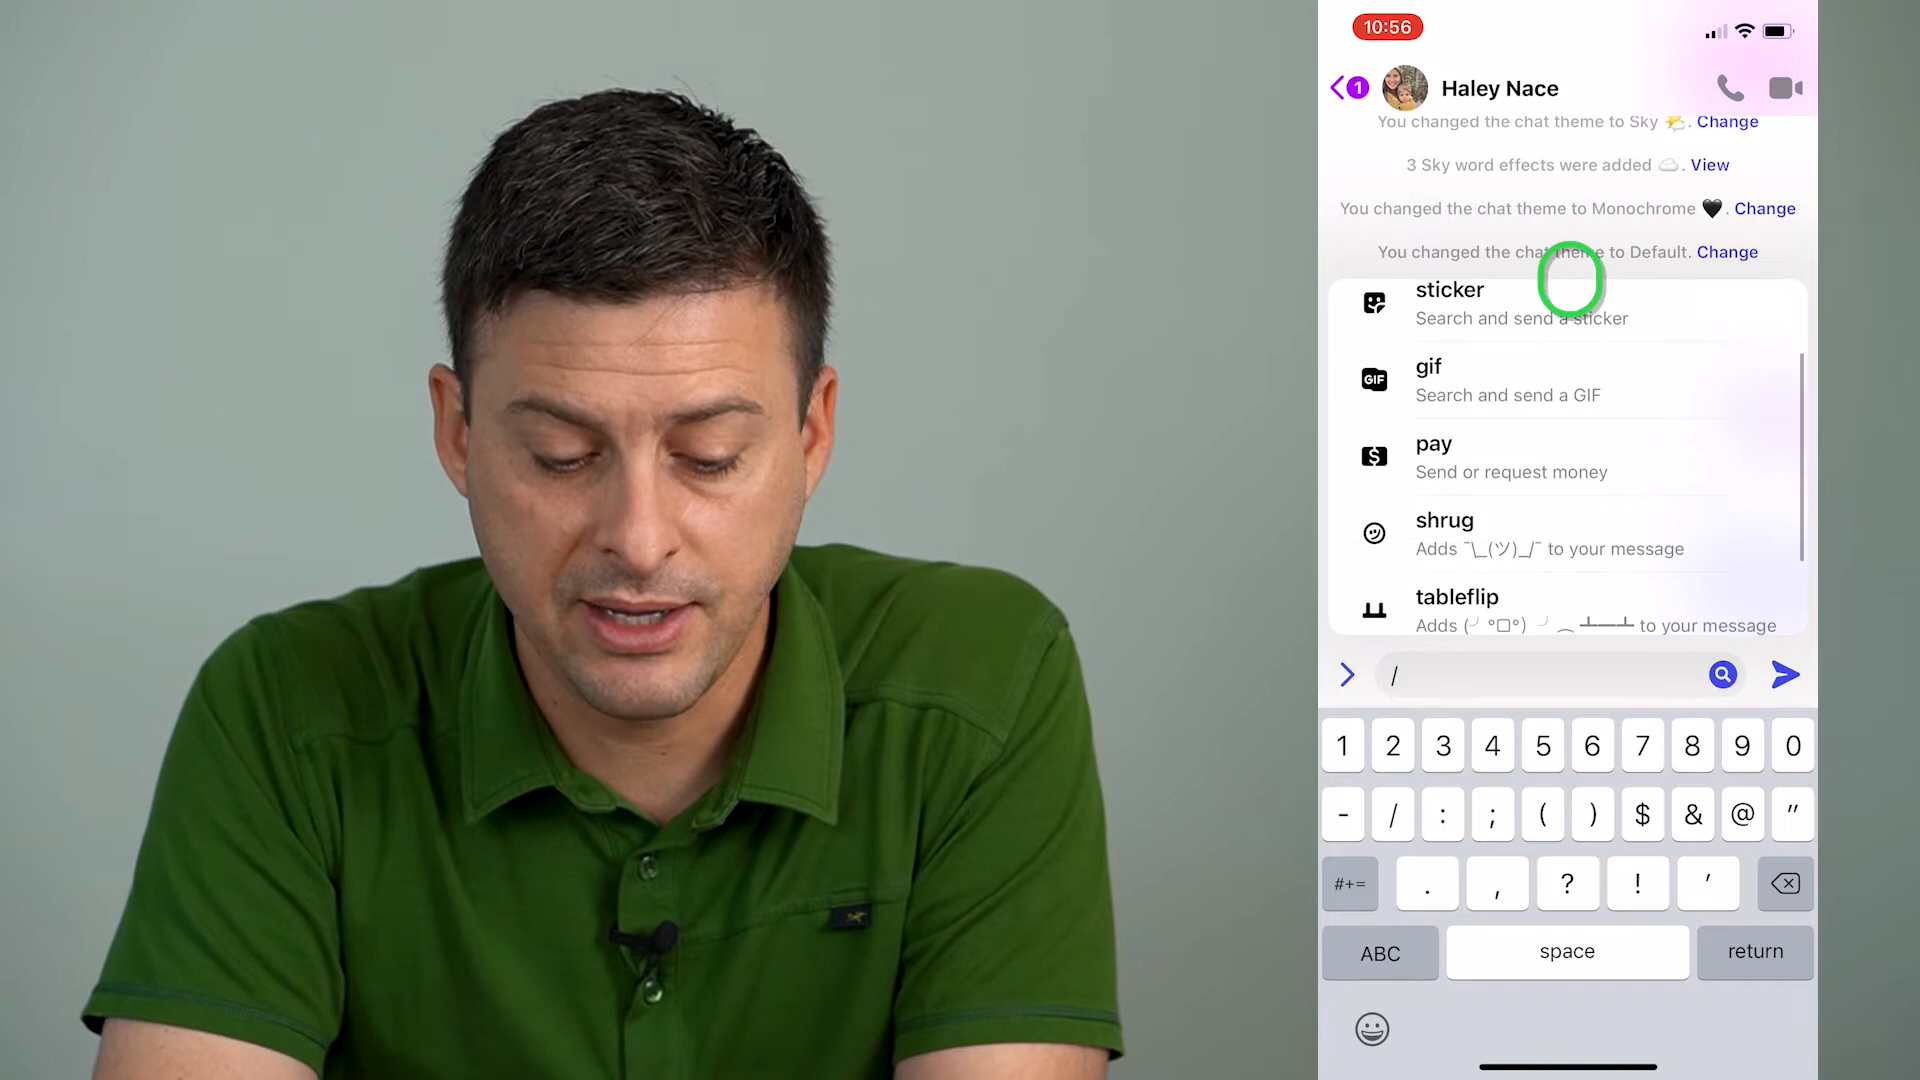 10:56
1
Haley Nace
You changed the chat theme to Sky 🌤️. Change
3 Sky word effects were added ☁️. View
You changed the chat theme to Monochrome 🖤. Change
You changed the chat theme to Default. Change
sticker
Search and send a sticker
GIF
gif
Search and send a GIF
pay
Send or request money
shrug
Adds ¯\_(ツ)_/¯ to your message
tableflip
Adds (╯°□°)╯︵ ┻━┻ to your message
/
1 2 3 4 5 6 7 8 9 0
- / : ; ( ) $ & @ "
#+= . , ? ! '
ABC space return